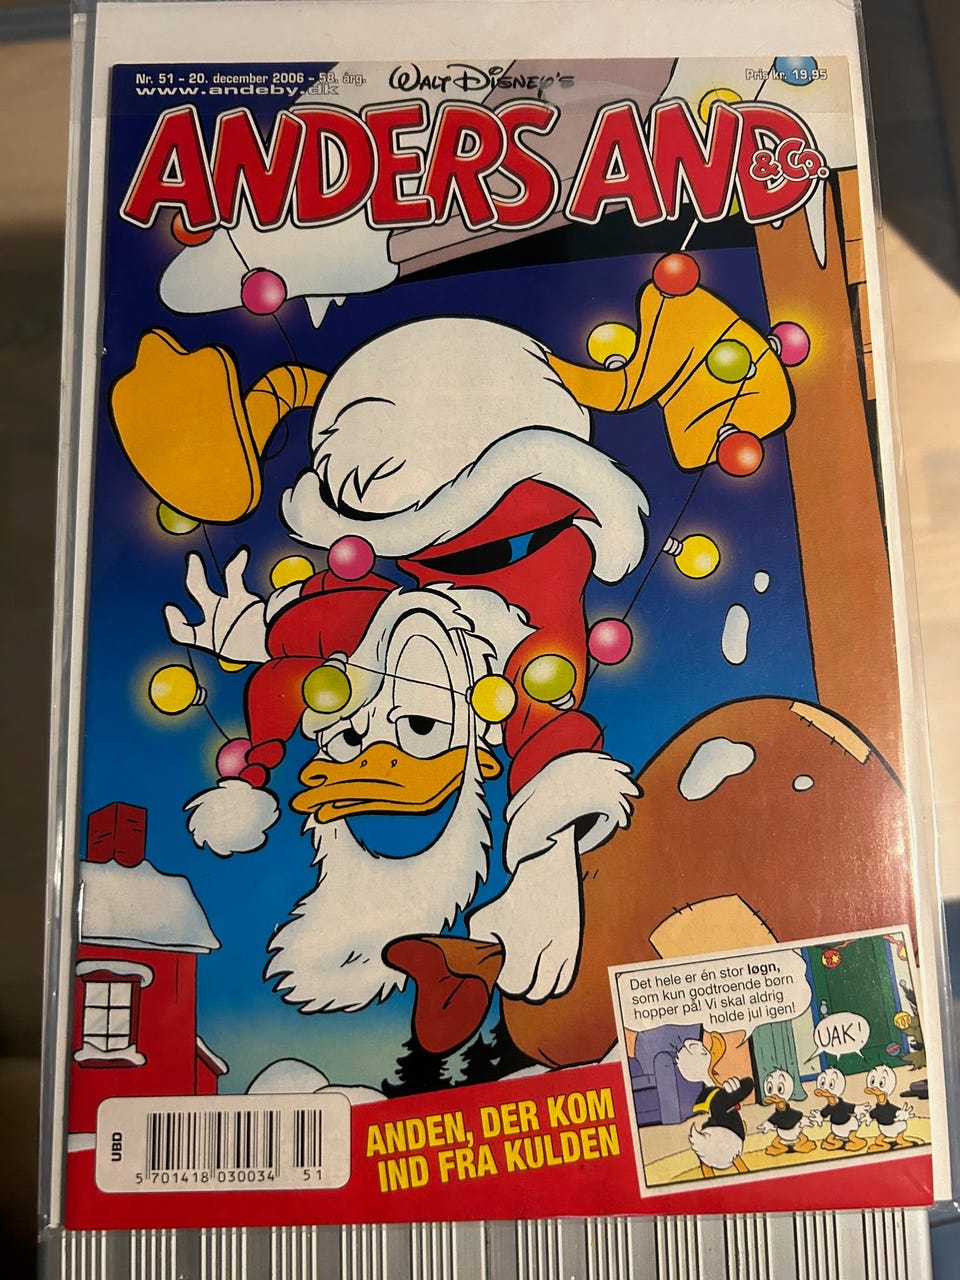 Nr. 51 - 20. december 2006 - 58. årg.
www.andeby.dk
WALT DISNEY'S
Pris kr. 19,95
ANDERS AND
& Co.
Det hele er én stor løgn,
som kun godtroende børn
hopper på! Vi skal aldrig
holde jul igen!
UAK!
ANDEN, DER KOM
IND FRA KULDEN
UBD
5 701418 030034 51